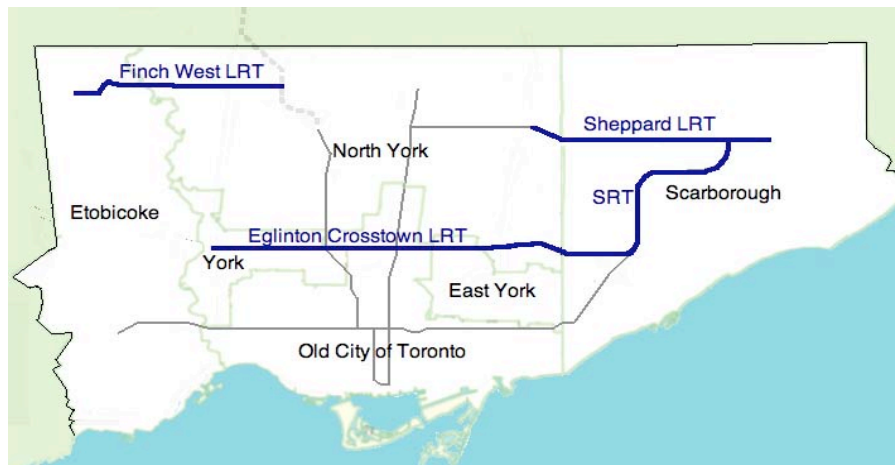 Finch West LRT
Sheppard LRT
North York
SRT
Scarborough
Etobicoke
Eglinton Crosstown LRT
York
East York
Old City of Toronto